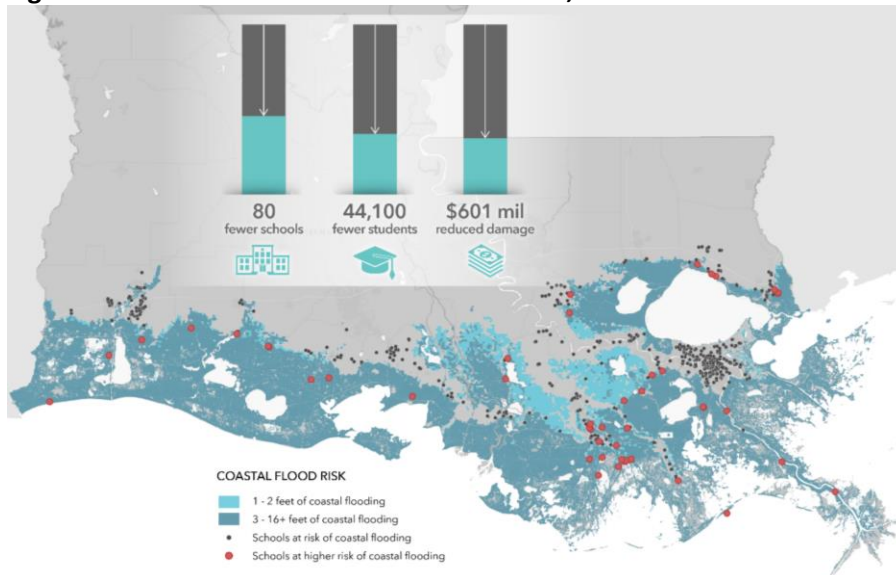 80
fewer schools
44,100
fewer students
$601 mil
reduced damage
COASTAL FLOOD RISK
1 - 2 feet of coastal flooding
3 - 16+ feet of coastal flooding
Schools at risk of coastal flooding
Schools at higher risk of coastal flooding